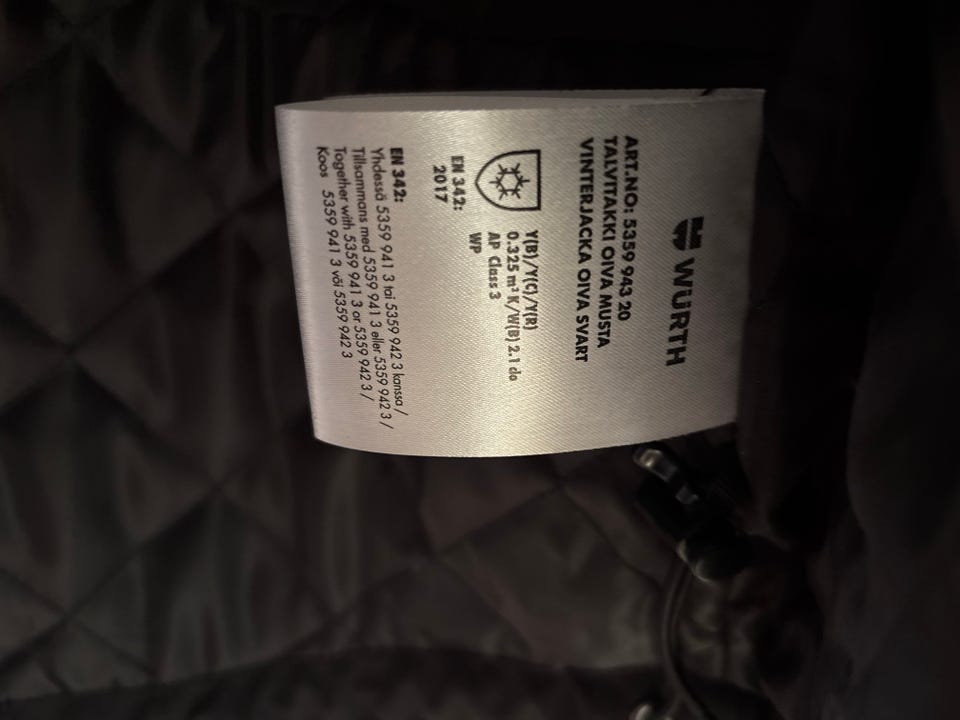 WÜRTH
ART.NO: 5359 943 20
TALVITAKKI OIVA MUSTA
VINTERJACKA OIVA SVART
Y(B)/Y(C)/Y(R)
0.325 m² K/W(B) 2.1 clo
AP Class 3
WP
EN 342:
2017
EN 342:
Yhdessä 5359 941 3 tai 5359 942 3 kanssa /
Tillsammans med 5359 941 3 eller 5359 942 3 /
Together with 5359 941 3 or 5359 942 3 /
Koos 5359 941 3 või 5359 942 3